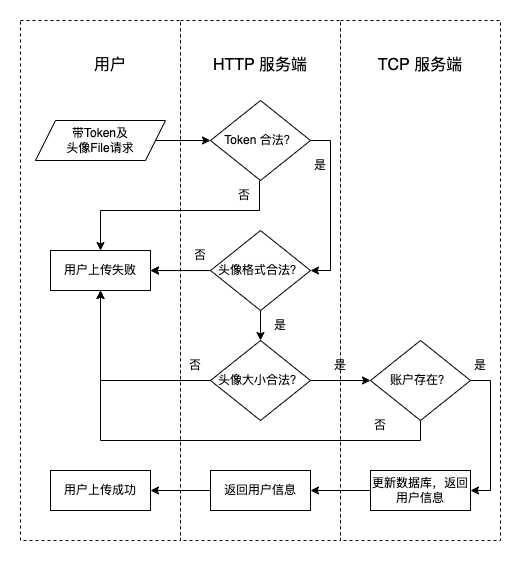 用户
HTTP 服务端
TCP 服务端
带Token及
头像File请求
Token 合法？
是
否
用户上传失败
否
头像格式合法？
是
否
头像大小合法？
是
账户存在？
是
否
用户上传成功
返回用户信息
更新数据库，返回
用户信息